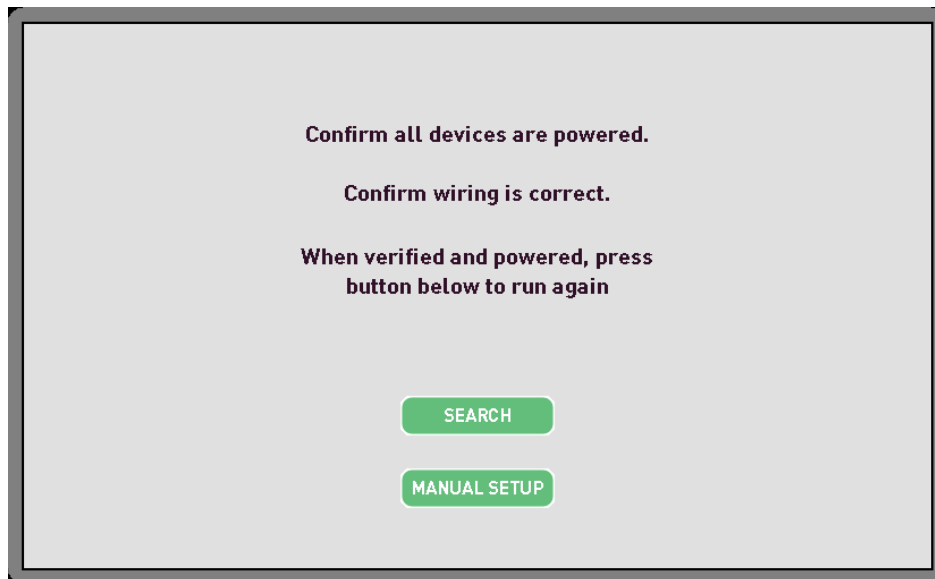 Confirm all devices are powered.
Confirm wiring is correct.
When verified and powered, press
button below to run again
SEARCH
MANUAL SETUP